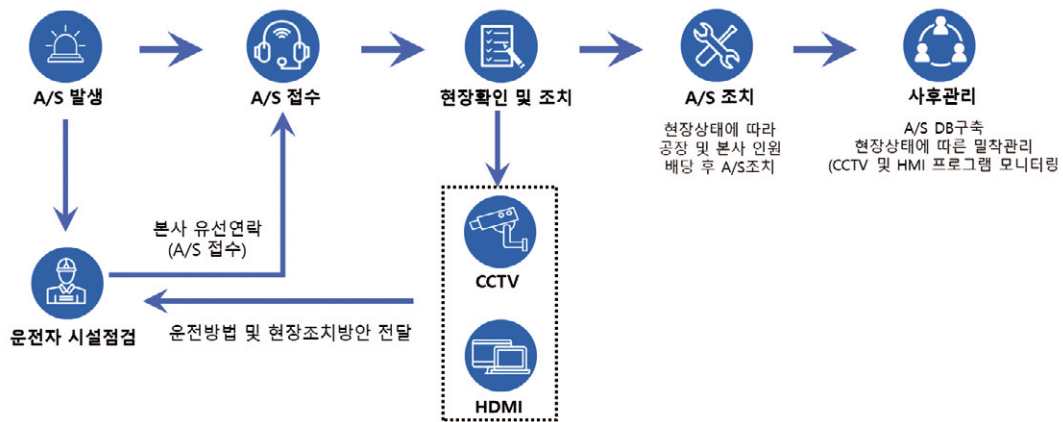 A/S 발생
A/S 접수
현장확인 및 조치
A/S 조치
사후관리
현장상태에 따라
공장 및 본사 인원
배당 후 A/S조치
A/S DB구축
현장상태에 따른 밀착관리
(CCTV 및 HMI 프로그램 모니터링
본사 유선연락
(A/S 접수)
CCTV
운전자 시설점검
운전방법 및 현장조치방안 전달
HDMI